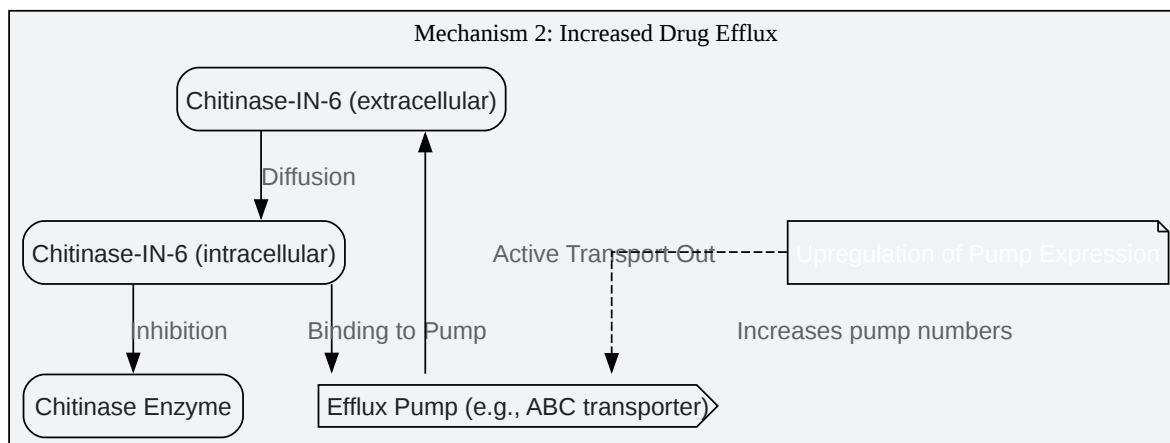 Mechanism 2: Increased Drug Efflux
Chitinase-IN-6 (extracellular)
Diffusion
Chitinase-IN-6 (intracellular)
Active Transport Out
Upregulation of Pump Expression
Inhibition
Binding to Pump
Increases pump numbers
Chitinase Enzyme
Efflux Pump (e.g., ABC transporter)